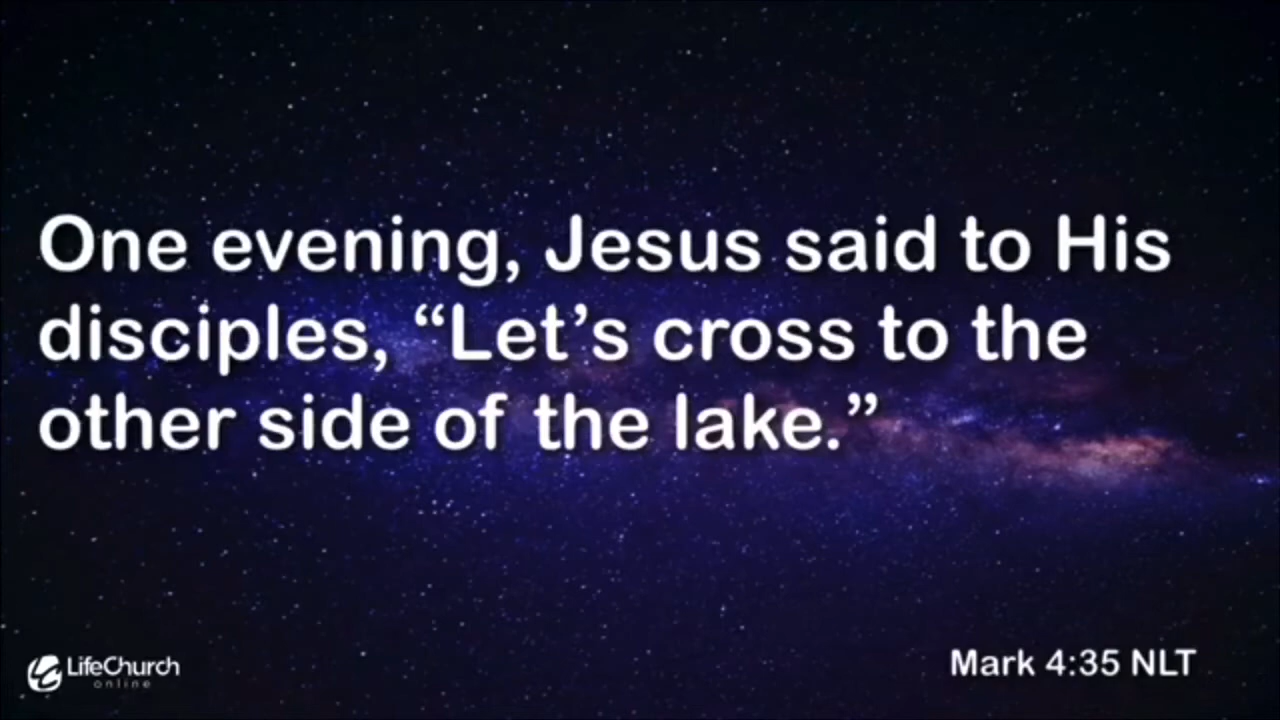 One evening, Jesus said to His
disciples, “Let’s cross to the
other side of the lake.”
LifeChurch
online
Mark 4:35 NLT